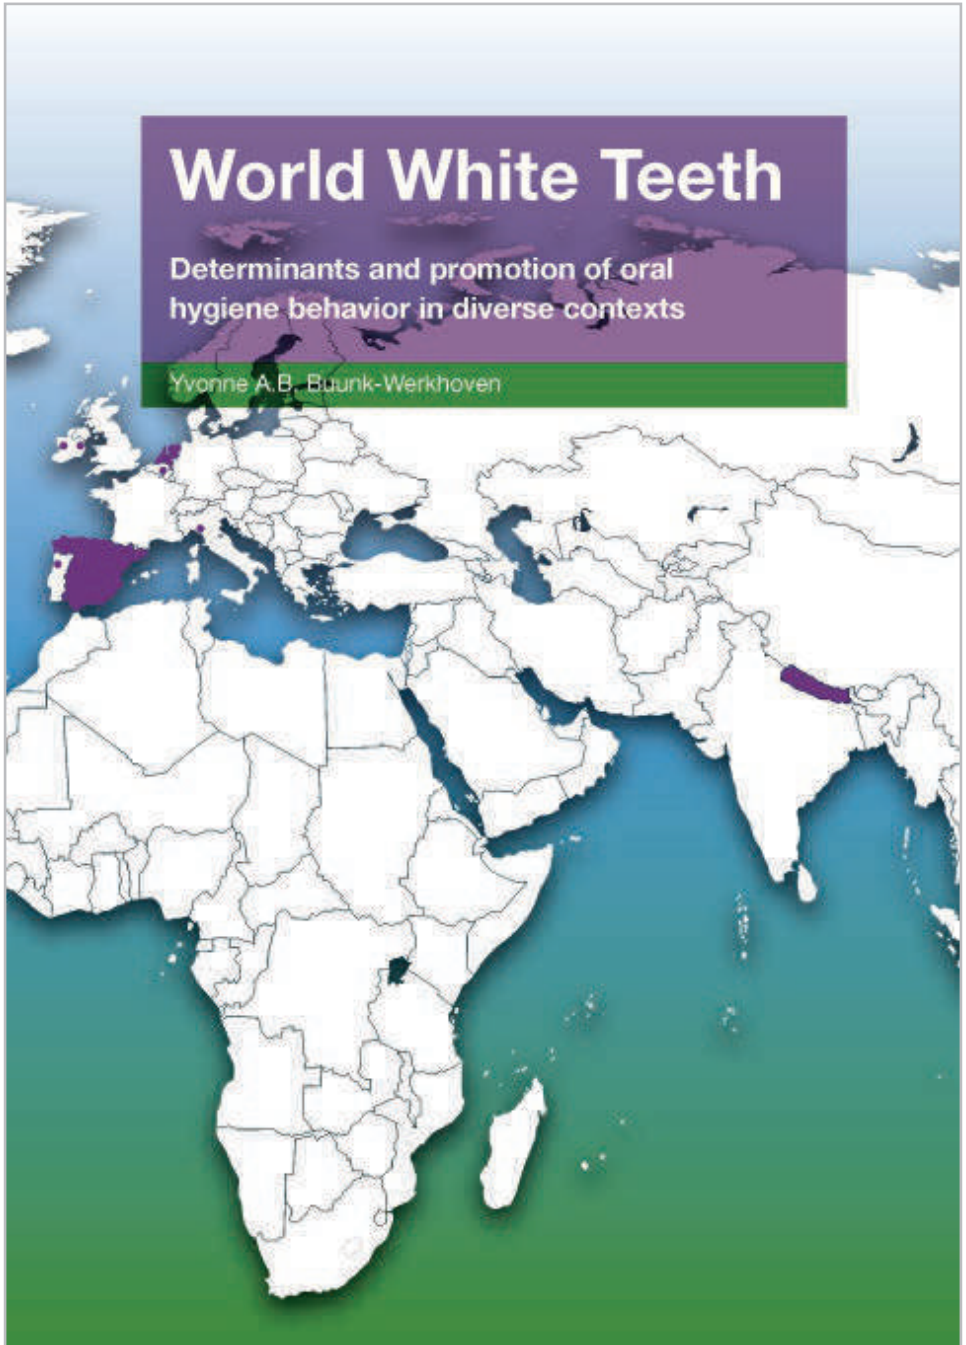 World White Teeth
Determinants and promotion of oral
hygiene behavior in diverse contexts
Yvonne A.B. Buunk-Werkhoven